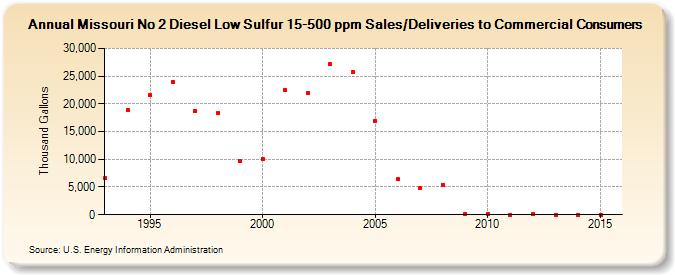 Annual Missouri No 2 Diesel Low Sulfur 15-500 ppm Sales/Deliveries to Commercial Consumers
Thousand Gallons
30,000
25,000
20,000
15,000
10,000
5,000
0
1995 2000 2005 2010 2015
Source: U.S. Energy Information Administration